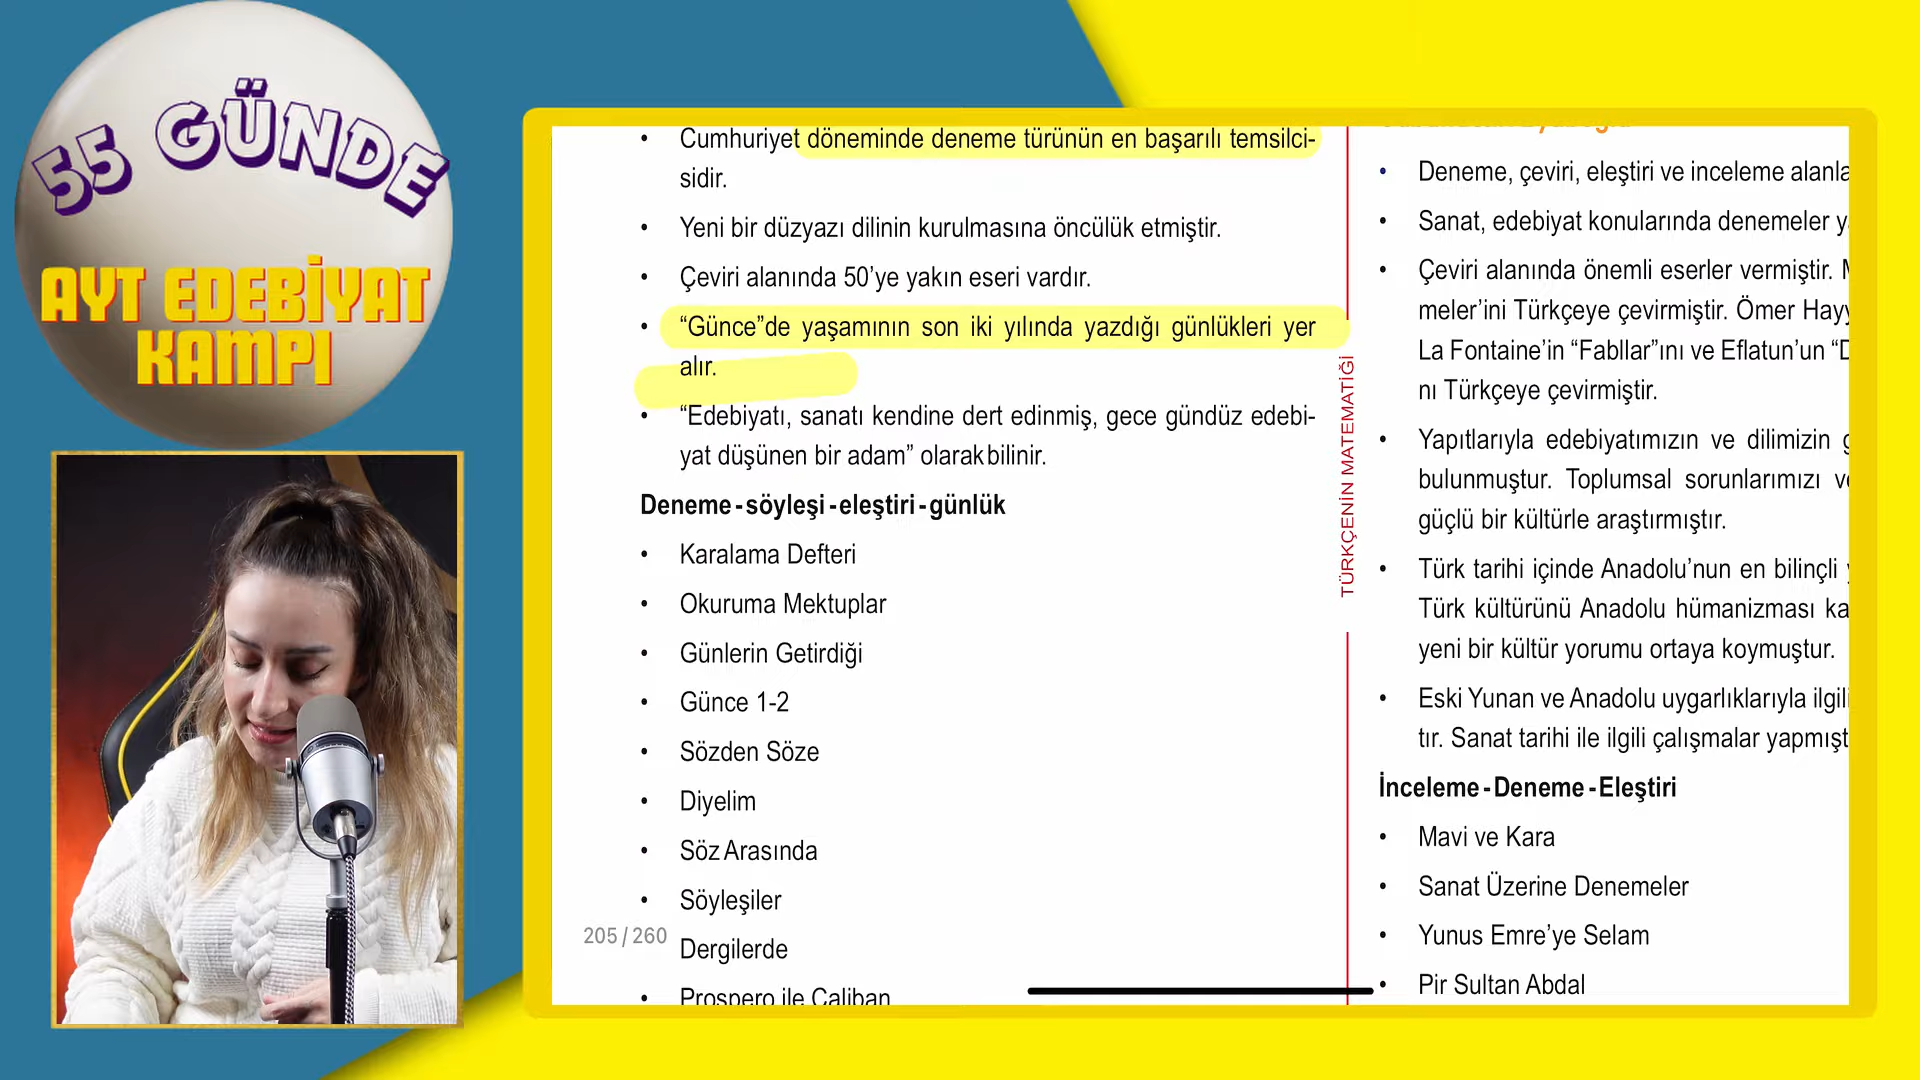 55 GÜNDE
AYT EDEBİYAT
KAMPI
• Cumhuriyet döneminde deneme türünün en başarılı temsilci-
sidir.
• Yeni bir düzyazı dilinin kurulmasına öncülük etmiştir.
• Çeviri alanında 50’ye yakın eseri vardır.
• “Günce”de yaşamının son iki yılında yazdığı günlükleri yer
alır.
• “Edebiyatı, sanatı kendine dert edinmiş, gece gündüz edebi-
yat düşünen bir adam” olarak bilinir.
Deneme - söyleşi - eleştiri - günlük
• Karalama Defteri
• Okuruma Mektuplar
• Günlerin Getirdiği
• Günce 1-2
• Sözden Söze
• Diyelim
• Söz Arasında
• Söyleşiler
Dergilerde
• Prospero ile Caliban
205 / 260
TÜRKÇENİN MATEMATİĞİ
• Deneme, çeviri, eleştiri ve inceleme
• Sanat, edebiyat konularında denemeler
• Çeviri alanında önemli eserler vermiştir.
meler’ini Türkçeye çevirmiştir. Ömer
La Fontaine’in “Fabllar”ını ve Eflatun’un
nı Türkçeye çevirmiştir.
• Yapıtlarıyla edebiyatımızın ve dilimizin
bulunmuştur. Toplumsal sorunlarımızı
güçlü bir kültürle araştırmıştır.
• Türk tarihi içinde Anadolu’nun en bilinçli
Türk kültürünü Anadolu hümanizması
yeni bir kültür yorumu ortaya koymuştur.
• Eski Yunan ve Anadolu uygarlıklarıyla
tır. Sanat tarihi ile ilgili çalışmalar
İnceleme - Deneme - Eleştiri
• Mavi ve Kara
• Sanat Üzerine Denemeler
• Yunus Emre’ye Selam
• Pir Sultan Abdal